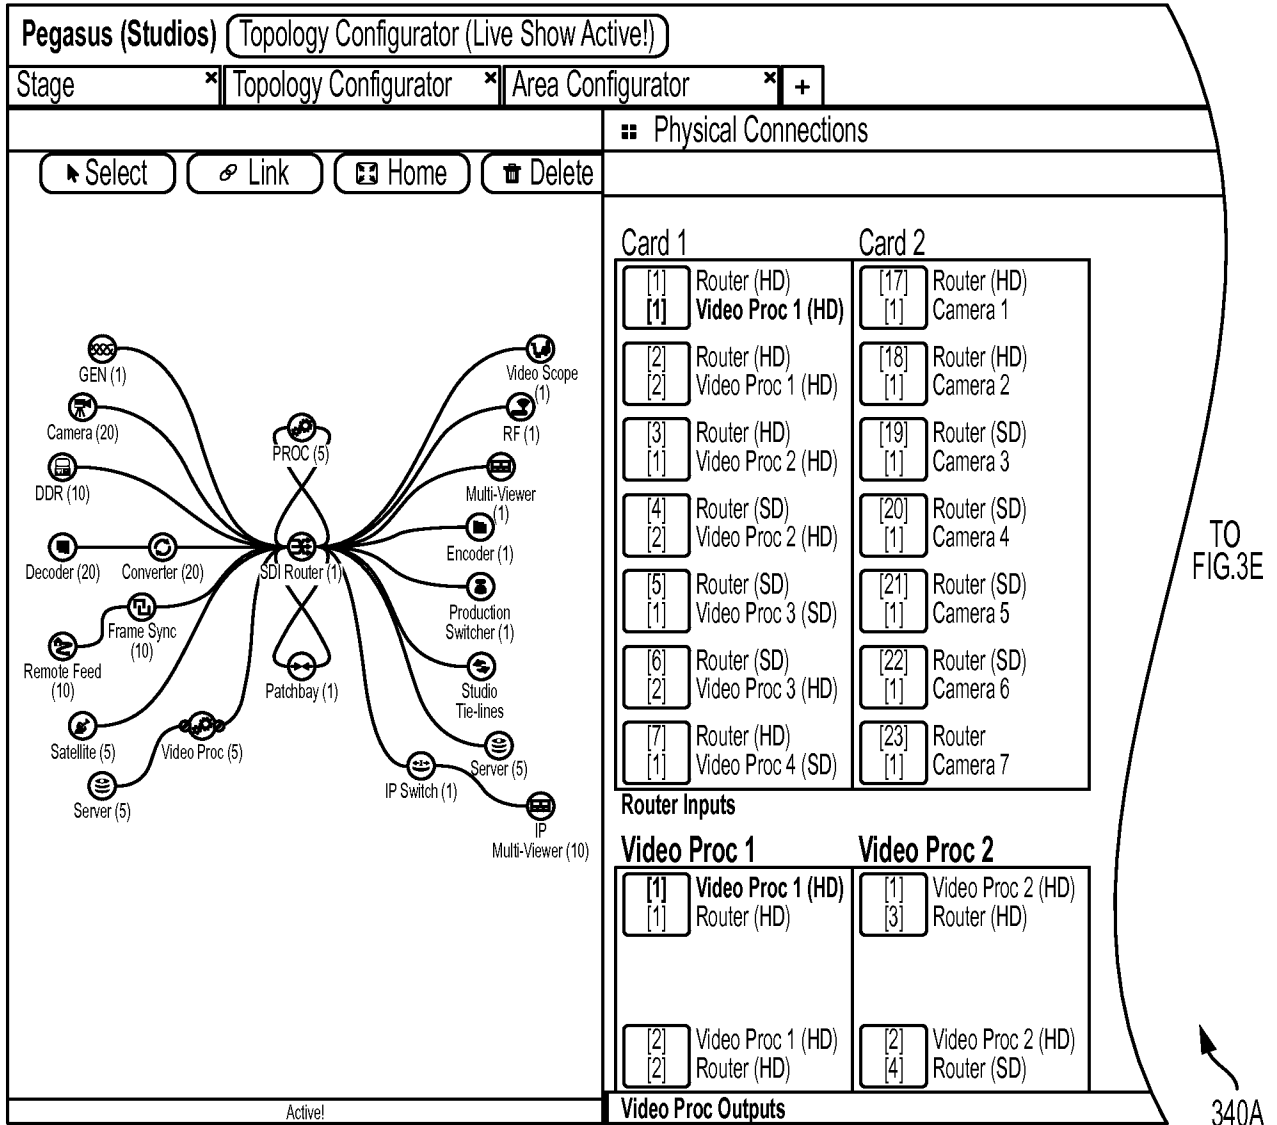 Pegasus (Studios) Topology Configurator (Live Show Active!)
Stage × Topology Configurator × Area Configurator × +
Physical Connections
Select Link Home Delete
GEN (1)
Camera (20)
DDR (10)
Decoder (20)
Converter (20)
Frame Sync
(10)
Remote Feed
(10)
Satellite (5)
Video Proc (5)
Server (5)
PROC (5)
SDI Router (1)
Patchbay (1)
Video Scope
(1)
RF (1)
Multi-Viewer
(1)
Encoder (1)
Production
Switcher (1)
Studio
Tie-lines
Server (5)
IP Switch (1)
IP
Multi-Viewer (10)
Active!
Card 1
[1] Router (HD)
[1] Video Proc 1 (HD)
[2] Router (HD)
[2] Video Proc 1 (HD)
[3] Router (HD)
[1] Video Proc 2 (HD)
[4] Router (SD)
[2] Video Proc 2 (HD)
[5] Router (SD)
[1] Video Proc 3 (SD)
[6] Router (SD)
[2] Video Proc 3 (HD)
[7] Router (HD)
[1] Video Proc 4 (SD)
Card 2
[17] Router (HD)
[1] Camera 1
[18] Router (HD)
[1] Camera 2
[19] Router (SD)
[1] Camera 3
[20] Router (SD)
[1] Camera 4
[21] Router (SD)
[1] Camera 5
[22] Router (SD)
[1] Camera 6
[23] Router
[1] Camera 7
Router Inputs
Video Proc 1
[1] Video Proc 1 (HD)
[1] Router (HD)
[2] Video Proc 1 (HD)
[2] Router (HD)
Video Proc 2
[1] Video Proc 2 (HD)
[3] Router (HD)
[2] Video Proc 2 (HD)
[4] Router (SD)
Video Proc Outputs
TO
FIG.3E
340A